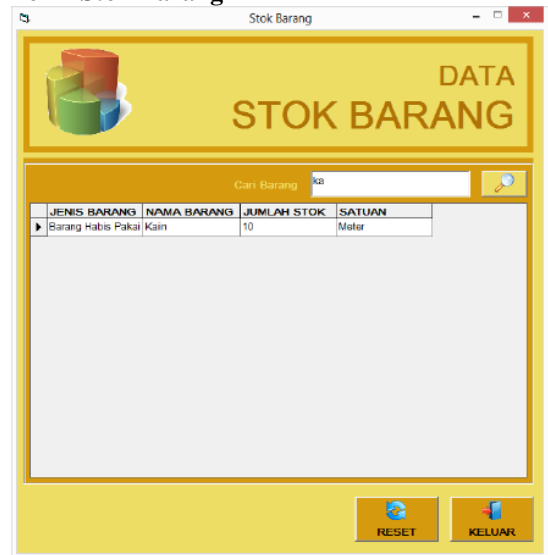 Stok Barang
DATA
STOK BARANG
Cari Barang ka
JENIS BARANG NAMA BARANG JUMLAH STOK SATUAN
Barang Habis Pakai Kain 10 Meter
RESET KELUAR